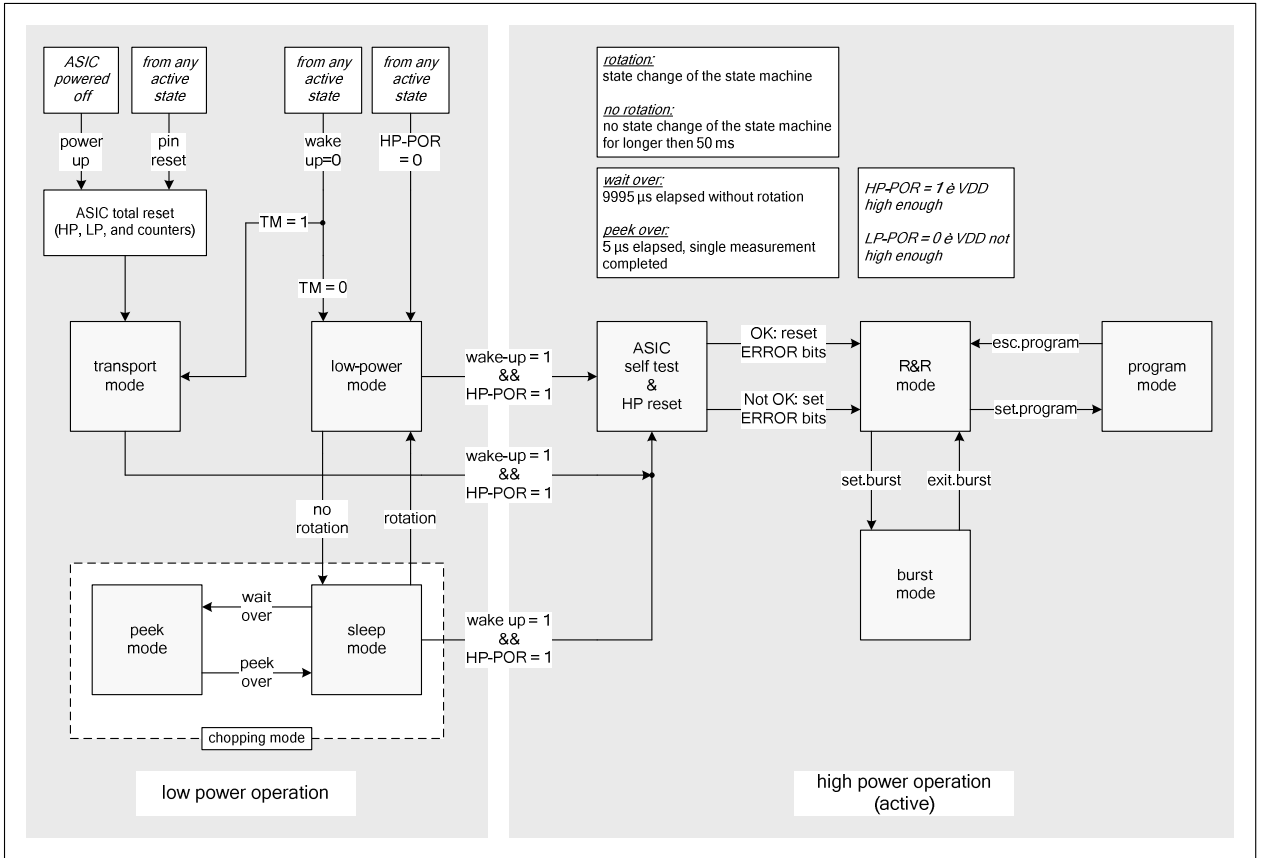 ASIC
powered
off
from any
active
state
from any
active
state
from any
active
state
power
up
pin
reset
wake
up=0
HP-POR
= 0
ASIC total reset
(HP, LP, and counters)
TM = 1
TM = 0
transport
mode
low-power
mode
wake-up = 1
&&
HP-POR = 1
wake-up = 1
&&
HP-POR = 1
no
rotation
rotation
peek
mode
wait
over
peek
over
sleep
mode
wake up = 1
&&
HP-POR = 1
chopping mode
low power operation
rotation:
state change of the state machine
no rotation:
no state change of the state machine
for longer then 50 ms
wait over:
9995 µs elapsed without rotation
peek over:
5 µs elapsed, single measurement
completed
HP-POR = 1 è VDD
high enough
LP-POR = 0 è VDD not
high enough
ASIC
self test
&
HP reset
OK: reset
ERROR bits
Not OK: set
ERROR bits
R&R
mode
esc.program
set.program
program
mode
set.burst
exit.burst
burst
mode
high power operation
(active)